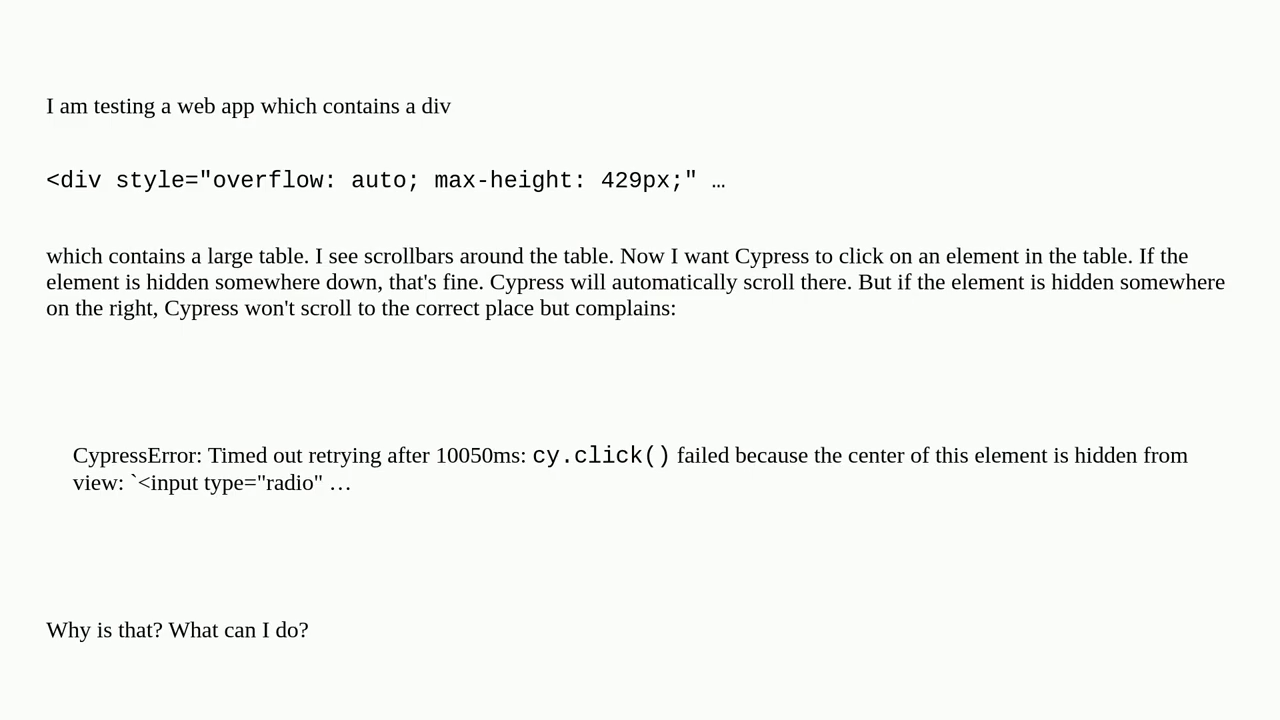 I am testing a web app which contains a div
<div style="overflow: auto; max-height: 429px;" …
which contains a large table. I see scrollbars around the table. Now I want Cypress to click on an element in the table. If the
element is hidden somewhere down, that's fine. Cypress will automatically scroll there. But if the element is hidden somewhere
on the right, Cypress won't scroll to the correct place but complains:
CypressError: Timed out retrying after 10050ms: cy.click() failed because the center of this element is hidden from
view: `<input type="radio" …
Why is that? What can I do?